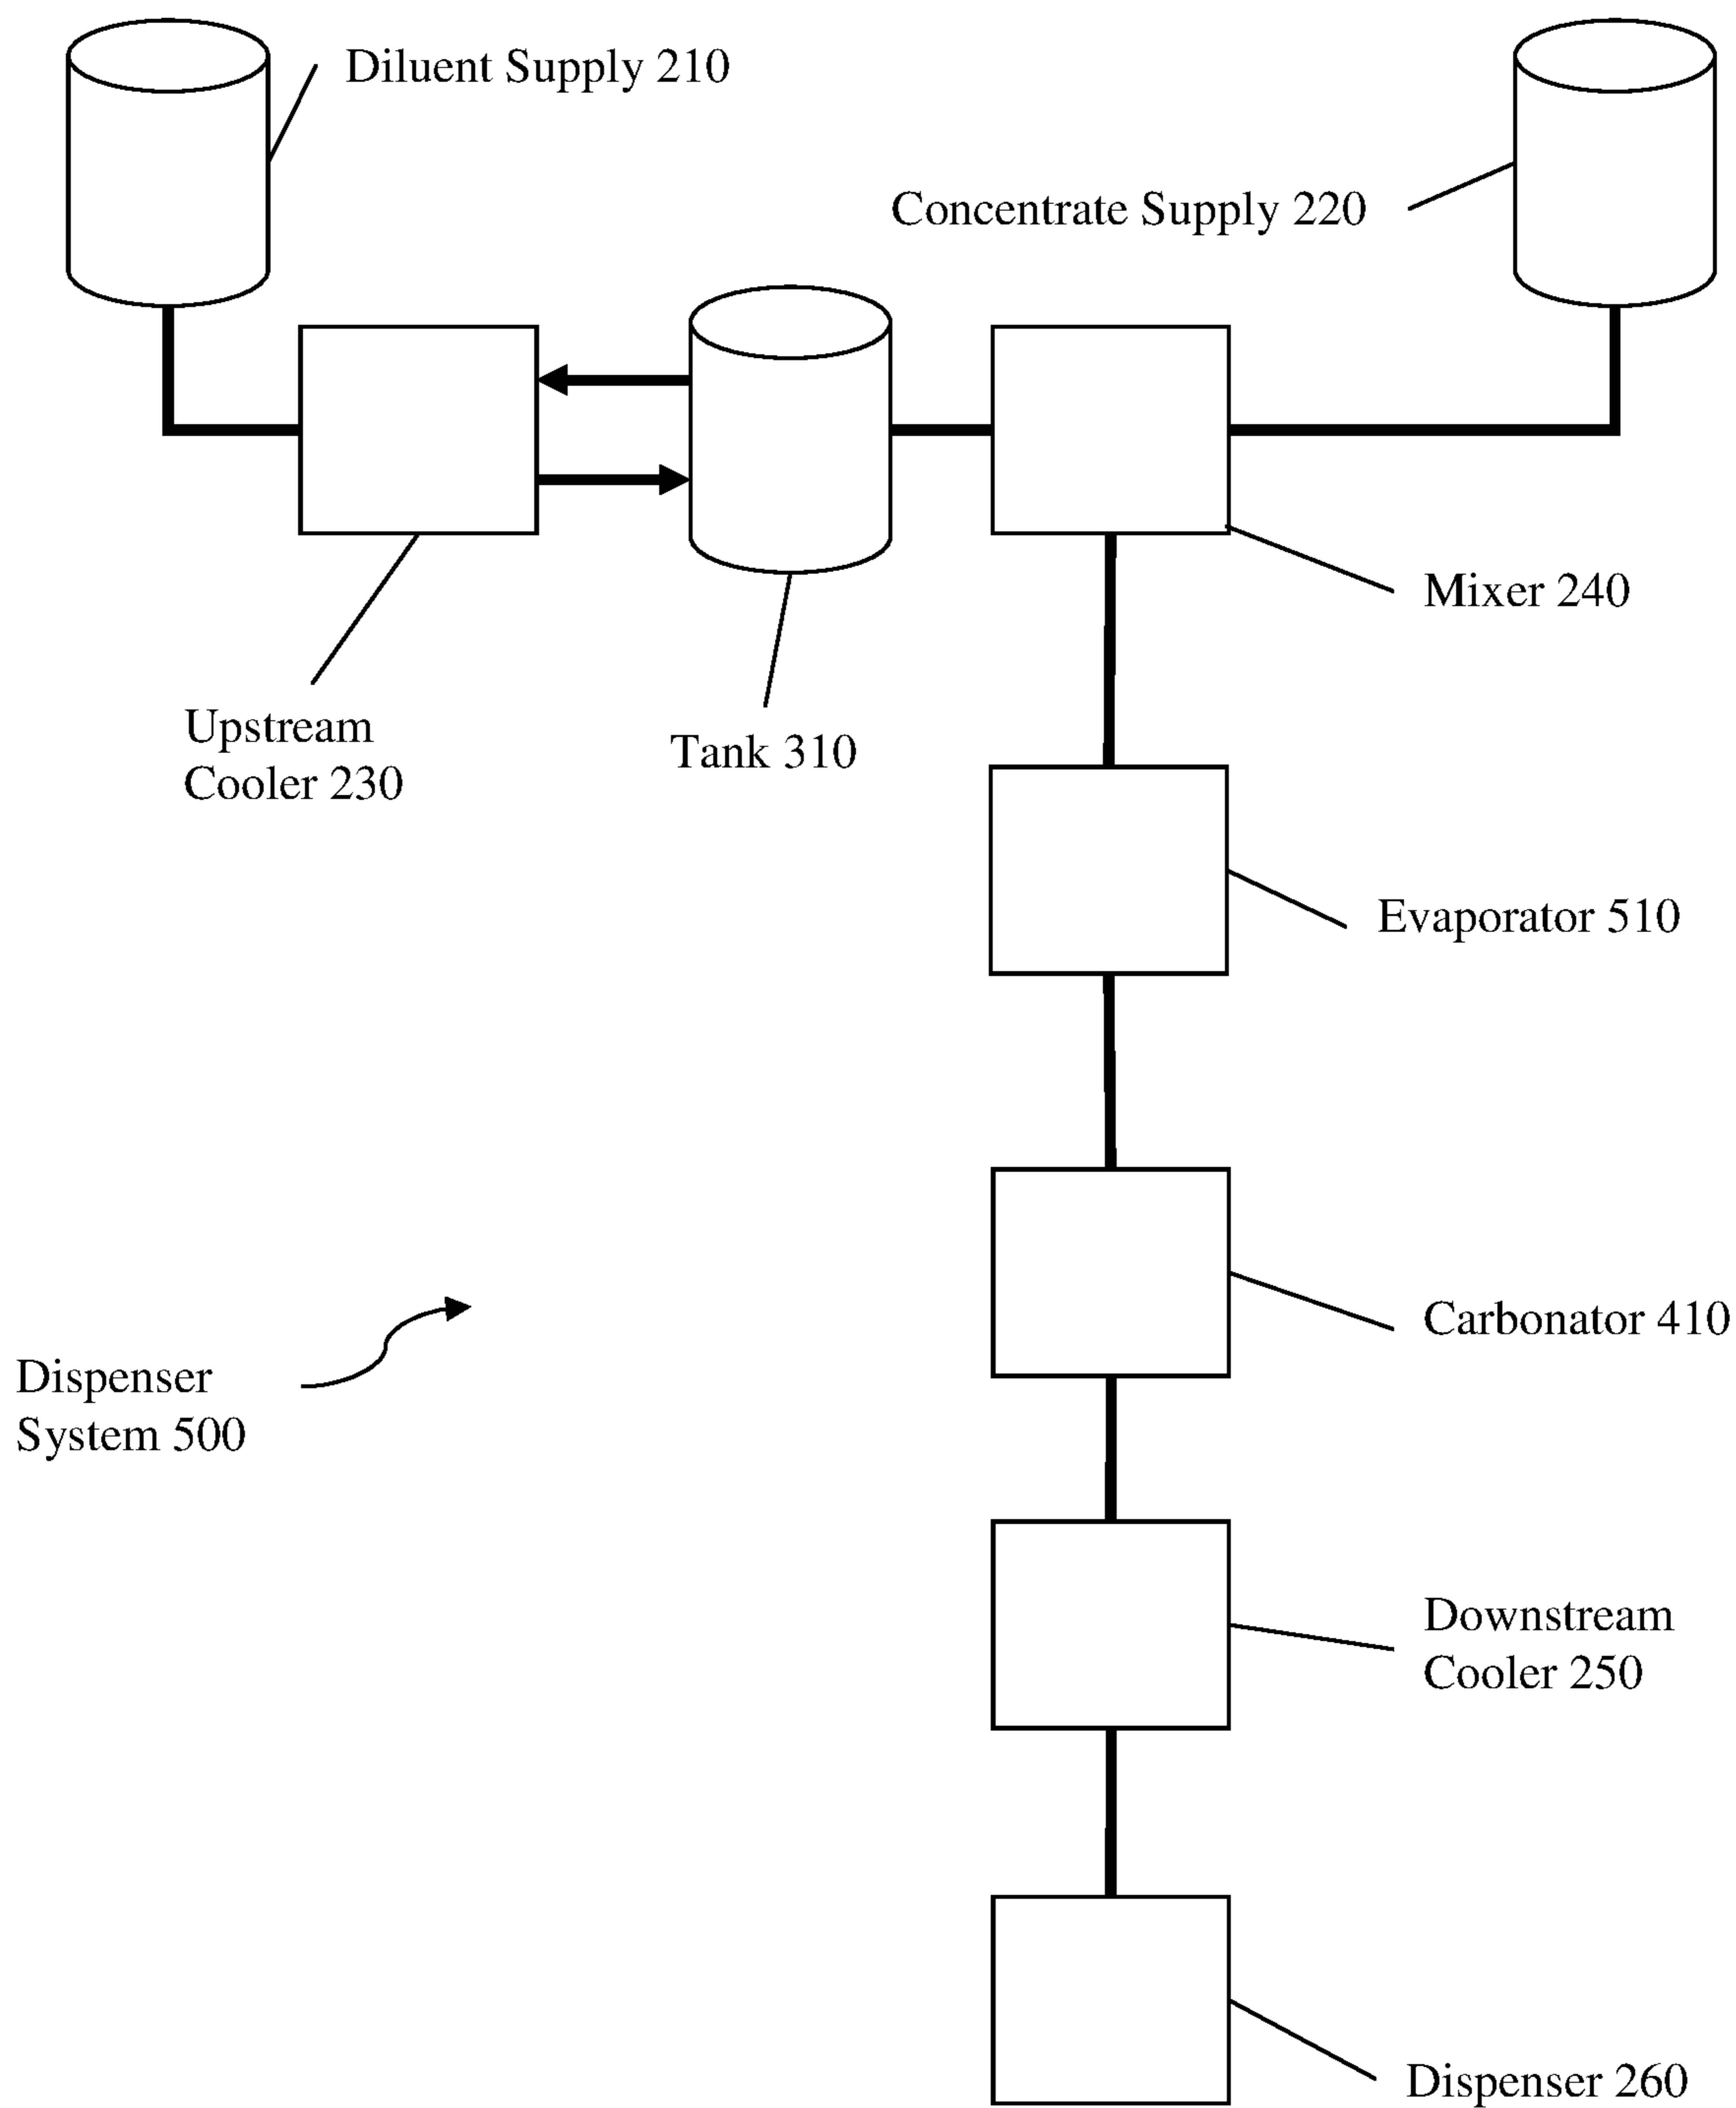 Diluent Supply 210
Concentrate Supply 220
Mixer 240
Upstream
Cooler 230
Tank 310
Evaporator 510
Carbonator 410
Dispenser
System 500
Downstream
Cooler 250
Dispenser 260